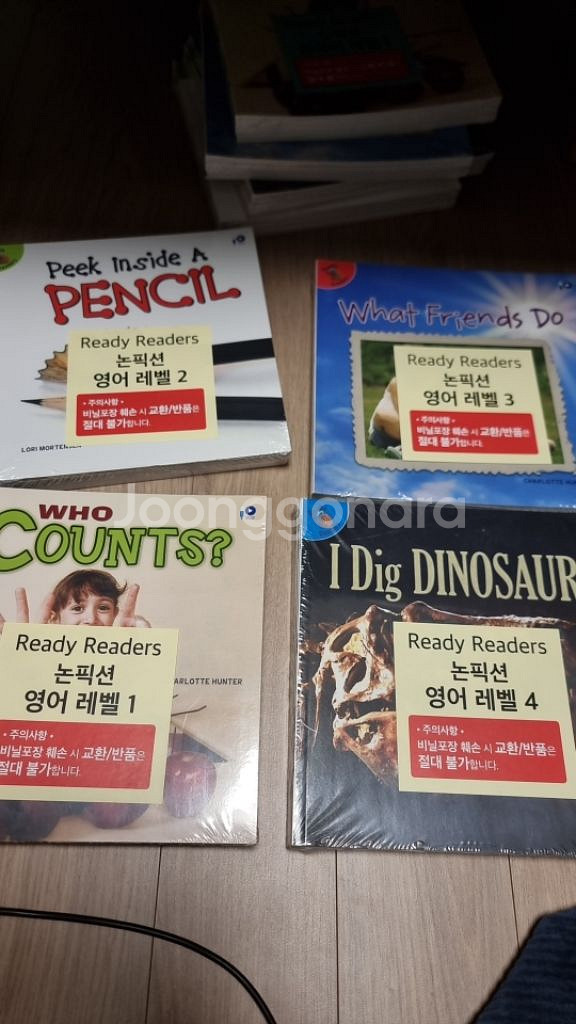 Peek Inside A
PENCIL
Ready Readers
논픽션
영어 레벨 2
• 주의사항 •
비닐포장 훼손 시 교환/반품은
절대 불가합니다.
What Friends Do
Ready Readers
논픽션
영어 레벨 3
• 주의사항 •
비닐포장 훼손 시 교환/반품은
절대 불가합니다.
LORI
CHARLOTTE
Joonggonara
WHO
COUNTS?
CHARLOTTE HUNTER
Ready Readers
논픽션
영어 레벨 1
• 주의사항 •
비닐포장 훼손 시 교환/반품은
절대 불가합니다.
I Dig DINOSAUR
Ready Readers
논픽션
영어 레벨 4
• 주의사항 •
비닐포장 훼손 시 교환/반품은
절대 불가합니다.